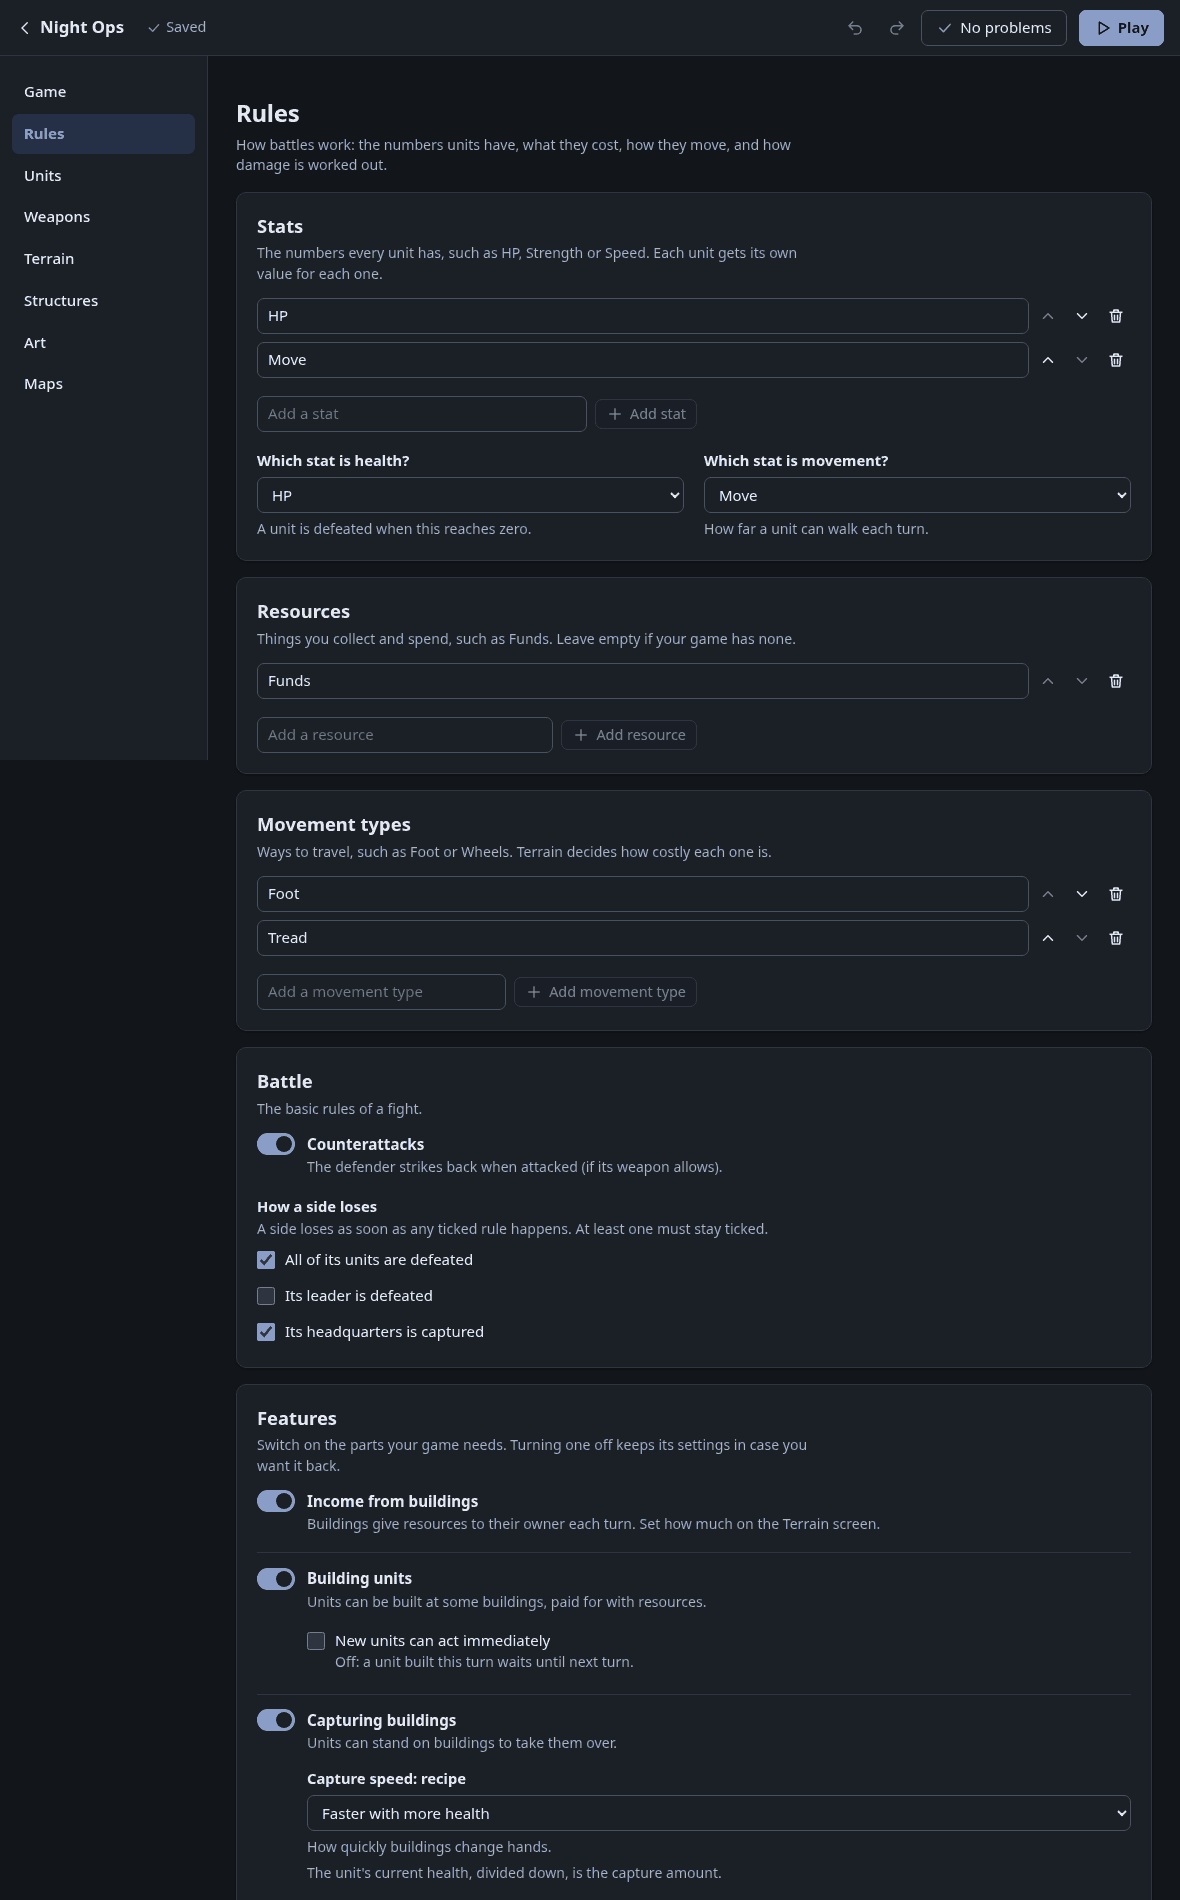 Night Ops
Saved
No problems
Play
Game
Rules
Units
Weapons
Terrain
Structures
Art
Maps
Rules
How battles work: the numbers units have, what they cost, how they move, and how
damage is worked out.
Stats
The numbers every unit has, such as HP, Strength or Speed. Each unit gets its own
value for each one.
HP
Move
Add a stat
Add stat
Which stat is health?
HP
A unit is defeated when this reaches zero.
Which stat is movement?
Move
How far a unit can walk each turn.
Resources
Things you collect and spend, such as Funds. Leave empty if your game has none.
Funds
Add a resource
Add resource
Movement types
Ways to travel, such as Foot or Wheels. Terrain decides how costly each one is.
Foot
Tread
Add a movement type
Add movement type
Battle
The basic rules of a fight.
Counterattacks
The defender strikes back when attacked (if its weapon allows).
How a side loses
A side loses as soon as any ticked rule happens. At least one must stay ticked.
All of its units are defeated
Its leader is defeated
Its headquarters is captured
Features
Switch on the parts your game needs. Turning one off keeps its settings in case you
want it back.
Income from buildings
Buildings give resources to their owner each turn. Set how much on the Terrain screen.
Building units
Units can be built at some buildings, paid for with resources.
New units can act immediately
Off: a unit built this turn waits until next turn.
Capturing buildings
Units can stand on buildings to take them over.
Capture speed: recipe
Faster with more health
How quickly buildings change hands.
The unit's current health, divided down, is the capture amount.